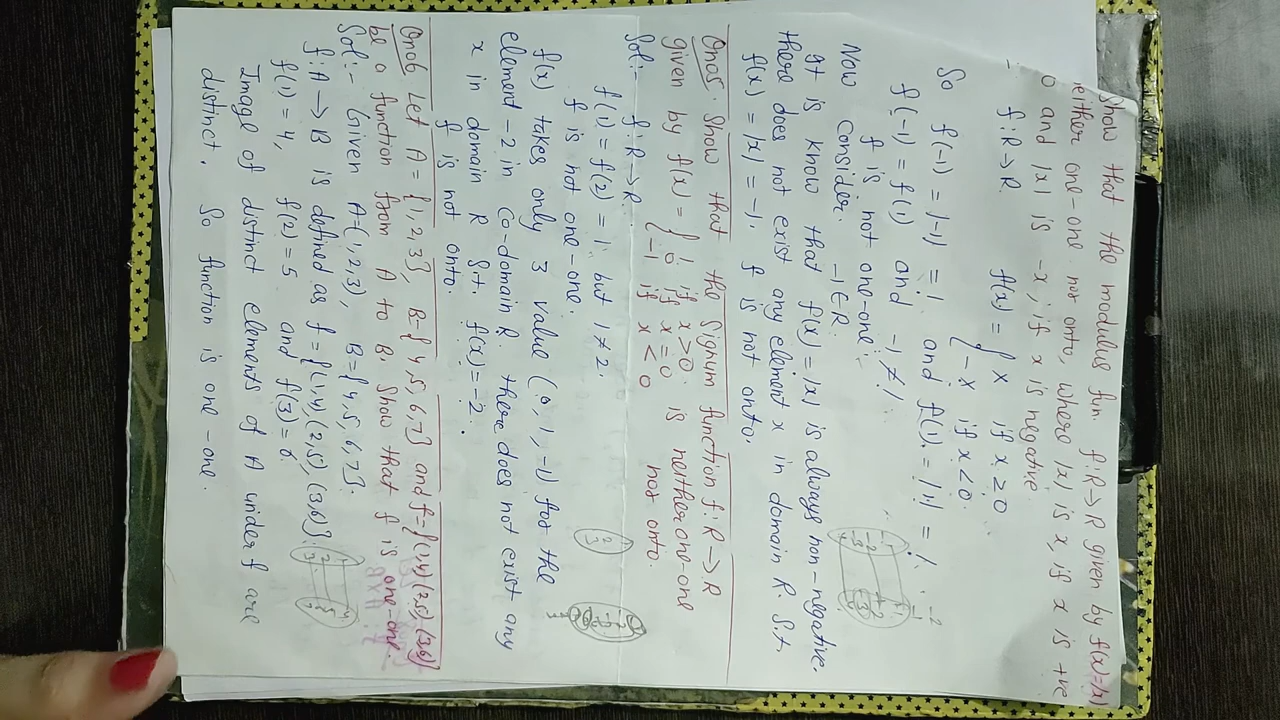 Show that the modulus fun. f:R→R given by f(x)=|x|
neither one-one nor onto, where |x| is x, if x is +ve
0 and |x| is -x, if x is negative
f:R→R f(x) = { x if x≥0
{ -x if x<0.
So f(-1) = |-1| = 1 and f(1) = |1| = 1.
f(-1) = f(1) and -1 ≠ 1.
f is not one-one.
Now consider. -1∈R.
It is know that f(x) = |x| is always non-negative.
there does not exist any element x in domain R. S.t.
f(x) = |x| = -1. f is not onto.
Qno5. Show that the Signum function f:R→R
given by f(x) = { 1 if x>0. is neither one-one
0 if x=0
-1 if x<0 not onto.
Sol:- f:R→R.
f(1) = f(2) = 1. but 1≠2.
f is not one-one.
f(x) takes only 3 value (0, 1, -1) for the
element -2 in Co-domain R. there does not exist any
x in domain R S.t. f(x) = -2.
f is not onto.
Qno6 Let A = {1, 2, 3}, B={4,5,6,7} and f={(1,4)(2,5),(3,6)}
be a function from A to B. Show that f is one-one.
Sol:- Given A={1,2,3}, B={4,5,6,7}.
f:A→B is defined as f={(1,4)(2,5),(3,6)}.
f(1) = 4, f(2) = 5 and f(3) = 6.
Image of distinct elements of A under f are
distinct. So function is one-one.